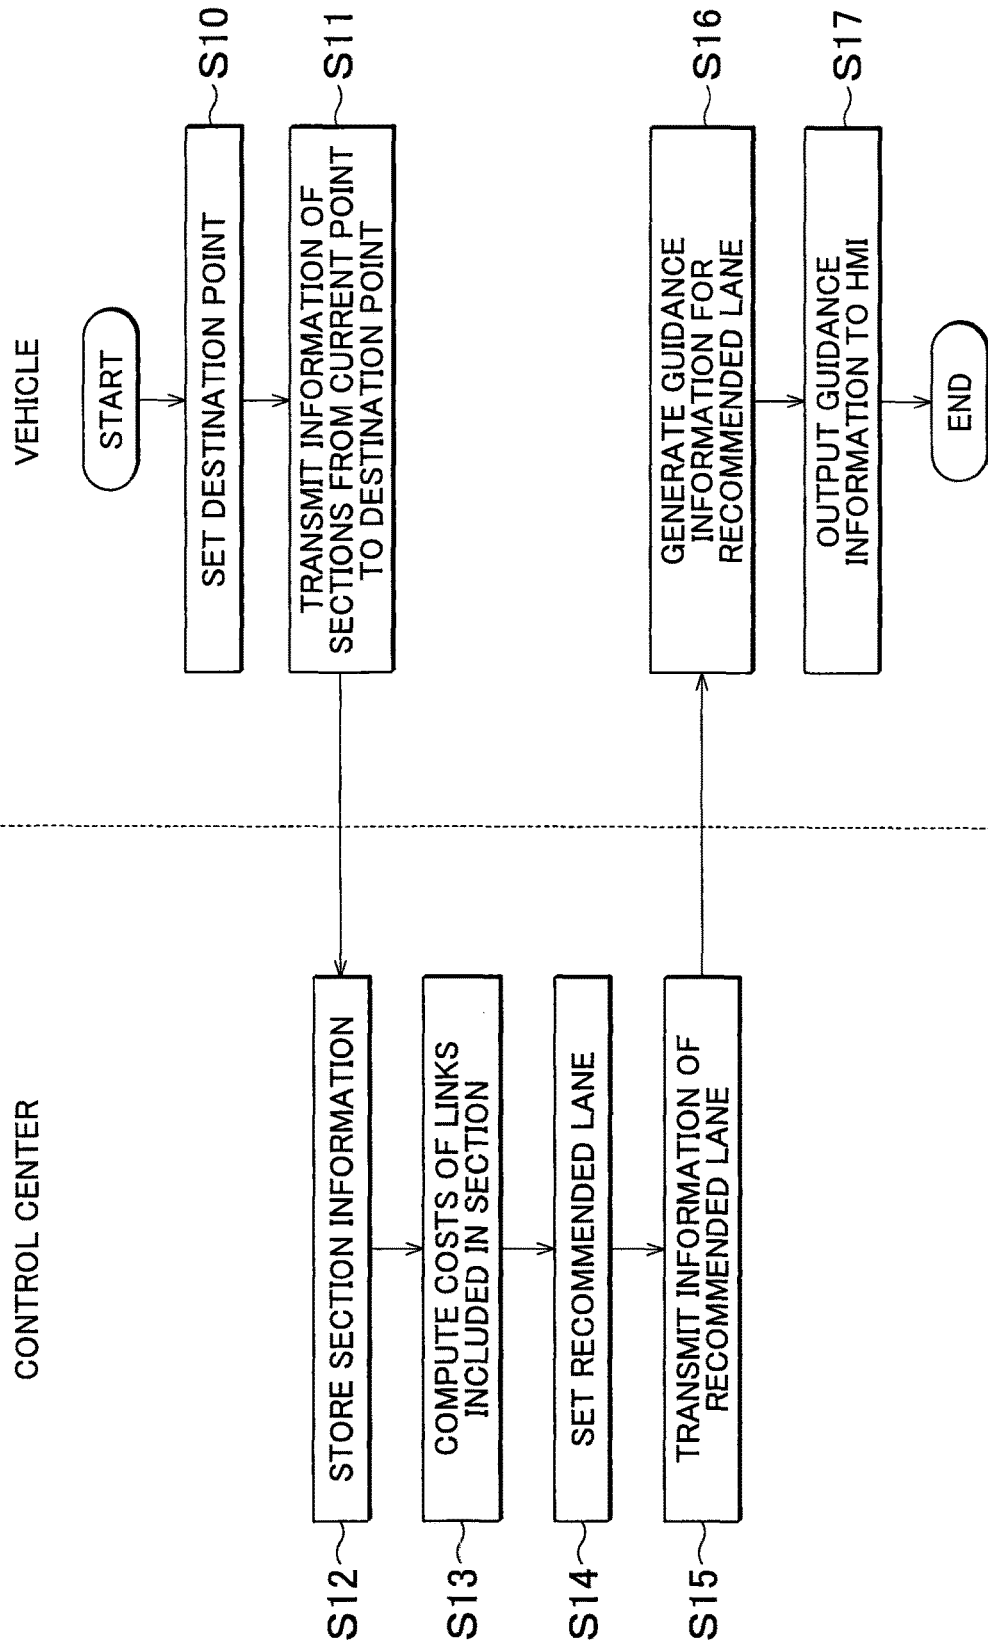 CONTROL CENTER
VEHICLE
START
SET DESTINATION POINT
S10
TRANSMIT INFORMATION OF
SECTIONS FROM CURRENT POINT
TO DESTINATION POINT
S11
S12
STORE SECTION INFORMATION
S13
COMPUTE COSTS OF LINKS
INCLUDED IN SECTION
S14
SET RECOMMENDED LANE
S15
TRANSMIT INFORMATION OF
RECOMMENDED LANE
GENERATE GUIDANCE
INFORMATION FOR
RECOMMENDED LANE
S16
OUTPUT GUIDANCE
INFORMATION TO HMI
S17
END